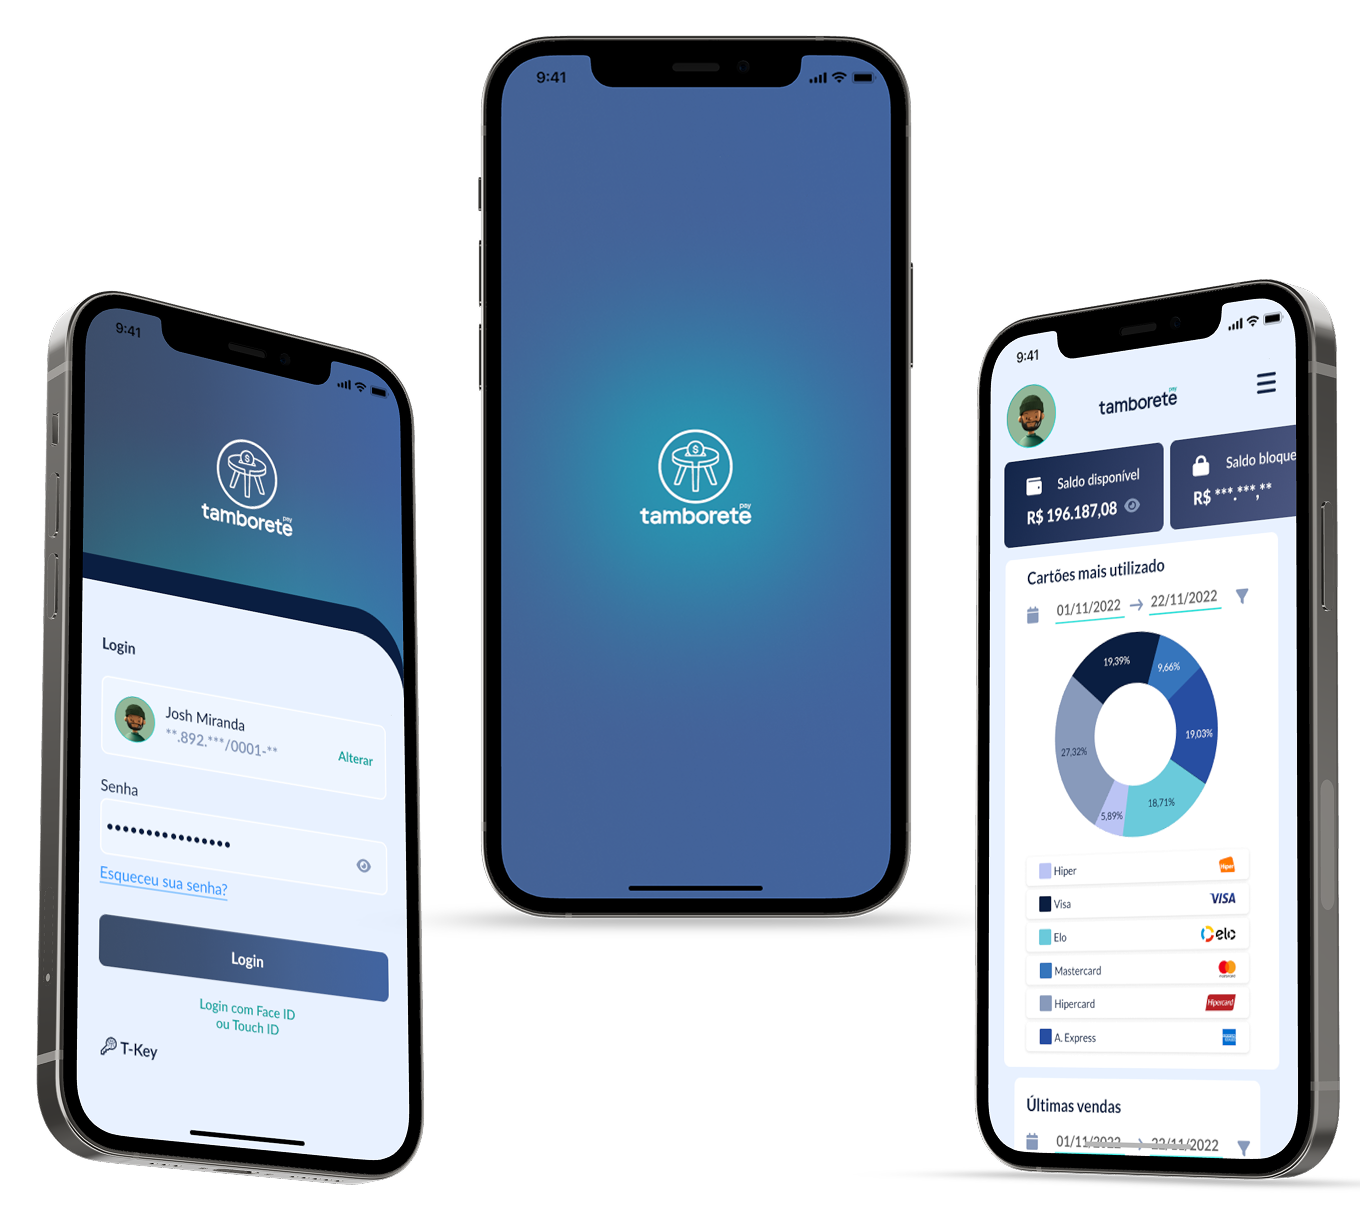 9:41
tamborete
pay
Login
Josh Miranda
**.892.***/0001-**
Alterar
Senha
••••••••••••••••
Esqueceu sua senha?
Login
Login com Face ID
ou Touch ID
T-Key
9:41
$
tamborete
pay
9:41
tamborete
pay
Saldo disponível
R$ 196.187,08
Saldo bloque
R$ ***.***,**
Cartões mais utilizado
01/11/2022 → 22/11/2022
19,39%
9,66%
19,03%
18,71%
5,89%
27,32%
Hiper Hiper
Visa VISA
Elo elo
Mastercard
Hipercard Hipercard
A. Express
Últimas vendas
01/11/2022 → 22/11/2022